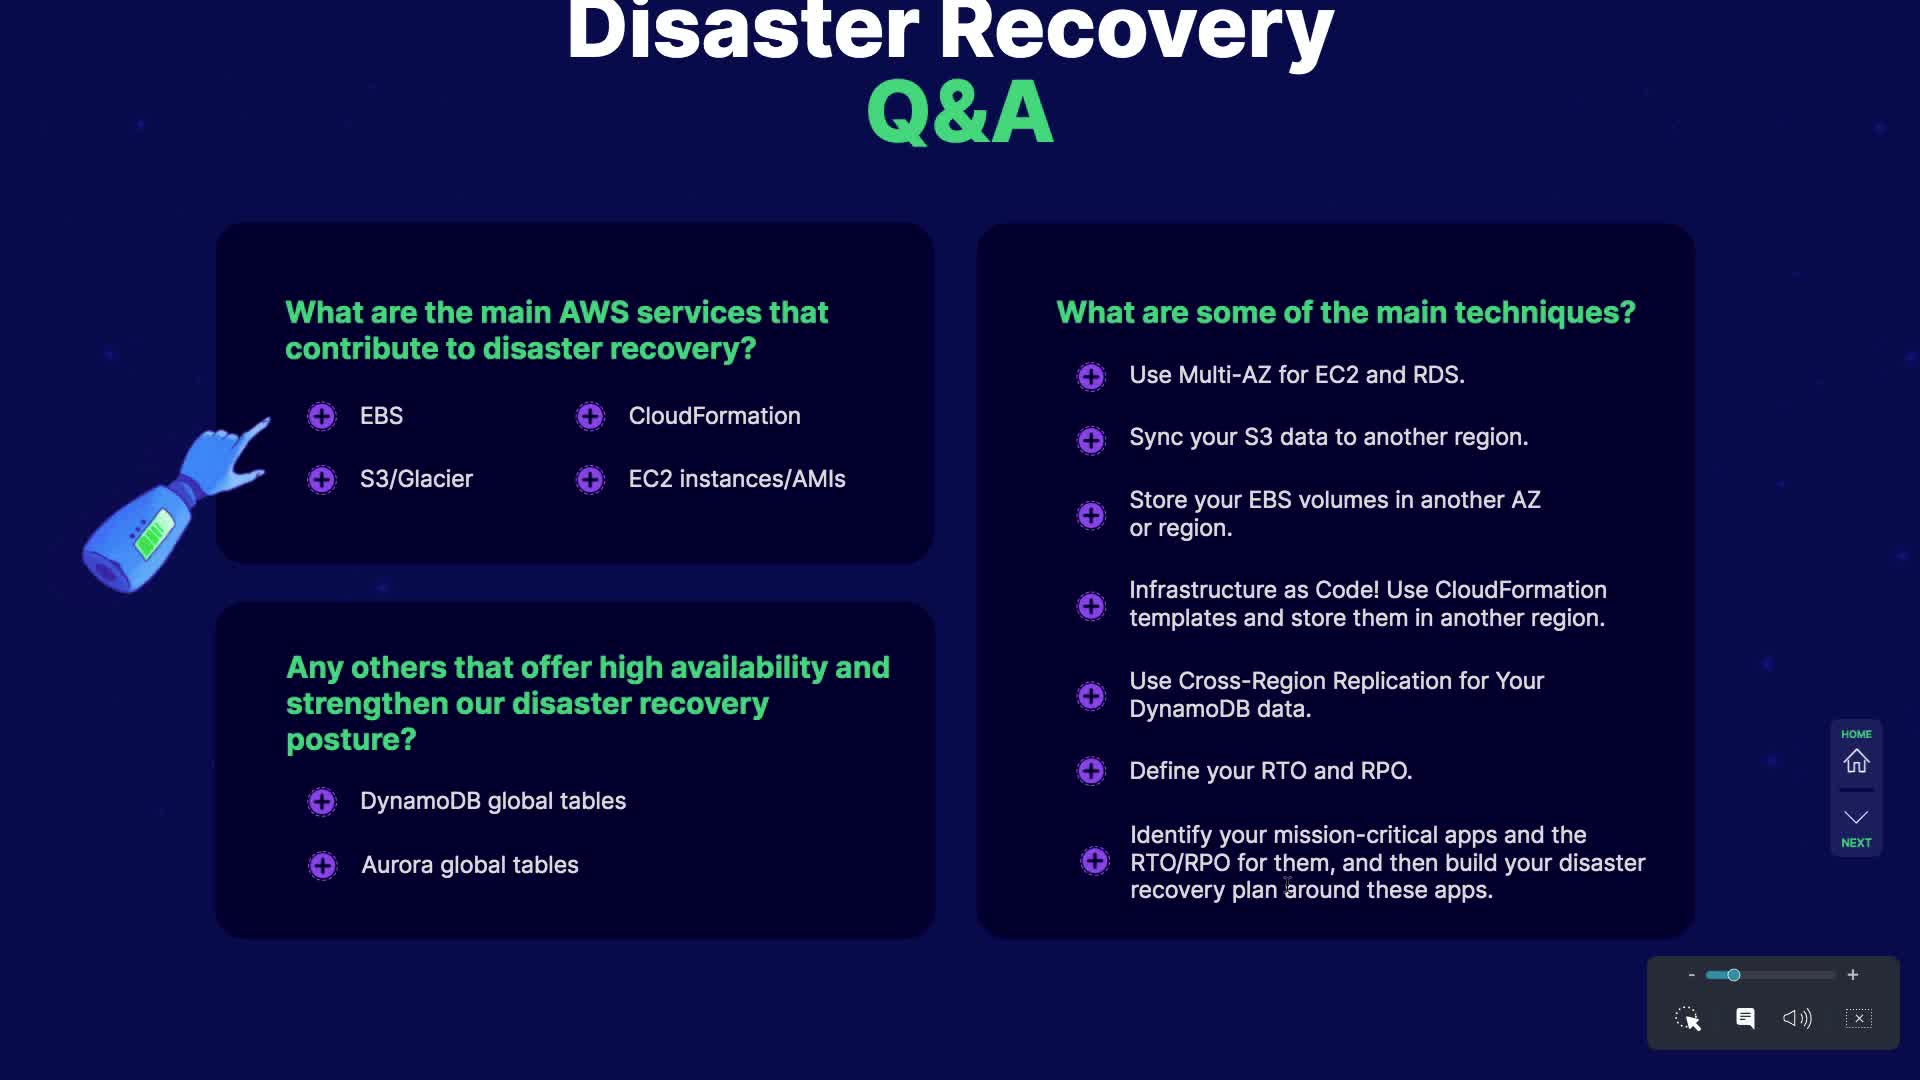 Disaster Recovery
Q&A
What are the main AWS services that
contribute to disaster recovery?
EBS
CloudFormation
S3/Glacier
EC2 instances/AMIs
Any others that offer high availability and
strengthen our disaster recovery
posture?
DynamoDB global tables
Aurora global tables
What are some of the main techniques?
Use Multi-AZ for EC2 and RDS.
Sync your S3 data to another region.
Store your EBS volumes in another AZ
or region.
Infrastructure as Code! Use CloudFormation
templates and store them in another region.
Use Cross-Region Replication for Your
DynamoDB data.
Define your RTO and RPO.
Identify your mission-critical apps and the
RTO/RPO for them, and then build your disaster
recovery plan around these apps.
HOME
NEXT